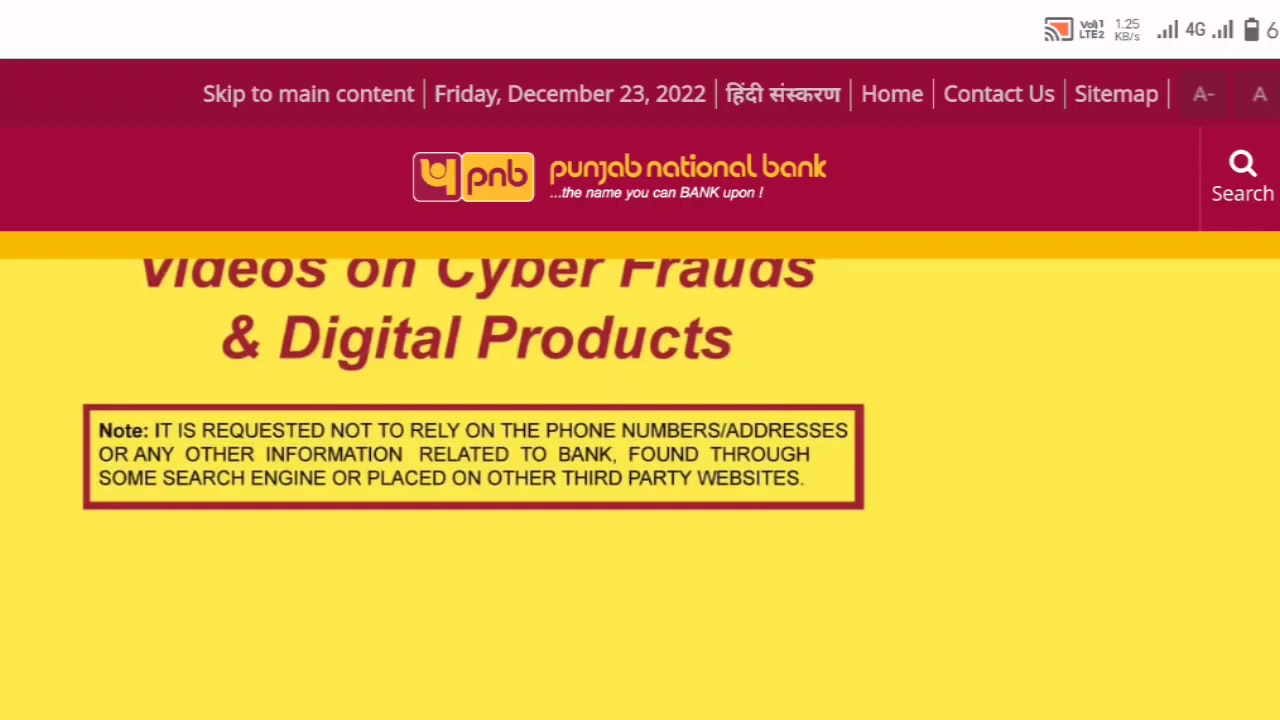 Vo1 1.25
LTE2 KB/s 4G 6
Skip to main content Friday, December 23, 2022 हिंदी संस्करण Home Contact Us Sitemap A- A
pnb punjab national bank
...the name you can BANK upon !
Search
Videos on Cyber Frauds
& Digital Products
Note: IT IS REQUESTED NOT TO RELY ON THE PHONE NUMBERS/ADDRESSES
OR ANY OTHER INFORMATION RELATED TO BANK, FOUND THROUGH
SOME SEARCH ENGINE OR PLACED ON OTHER THIRD PARTY WEBSITES.